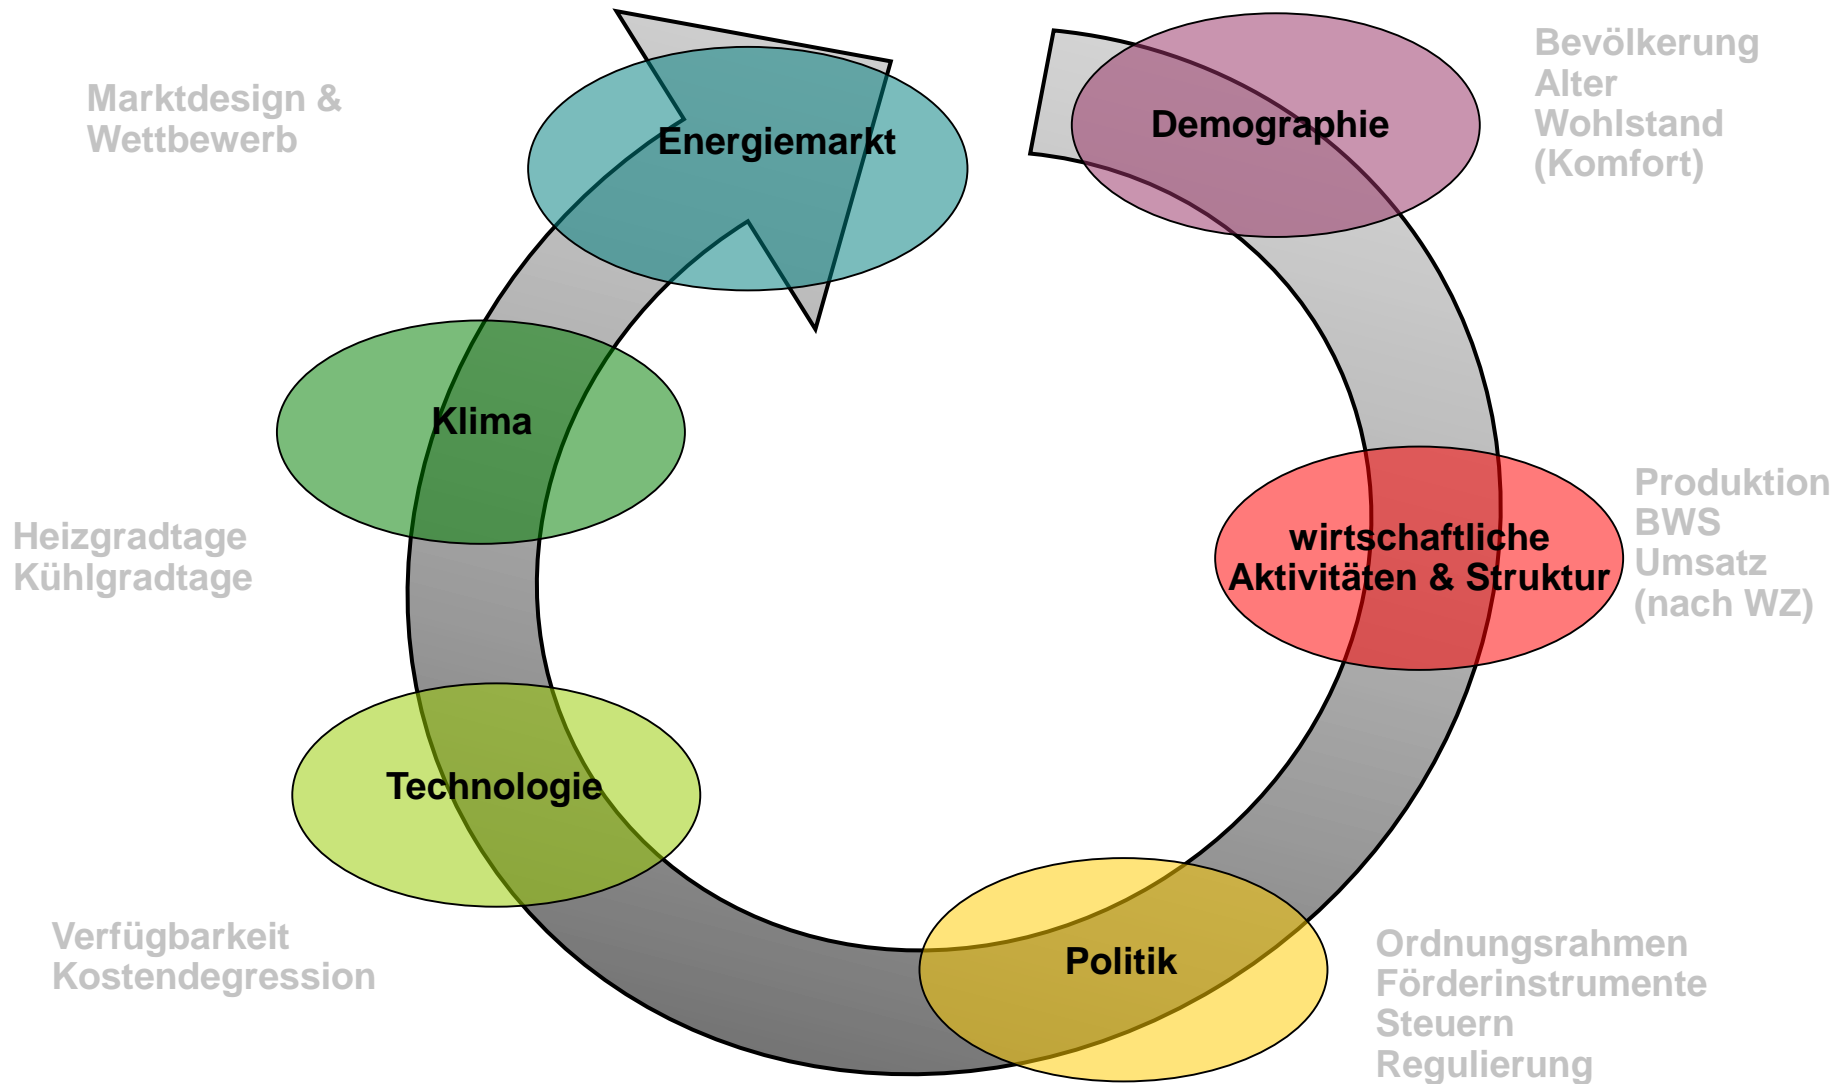 Marktdesign &
Wettbewerb
Energiemarkt
Demographie
Bevölkerung
Alter
Wohlstand
(Komfort)
Klima
Heizgradtage
Kühlgradtage
wirtschaftliche
Aktivitäten & Struktur
Produktion
BWS
Umsatz
(nach WZ)
Technologie
Verfügbarkeit
Kostendegression
Politik
Ordnungsrahmen
Förderinstrumente
Steuern
Regulierung